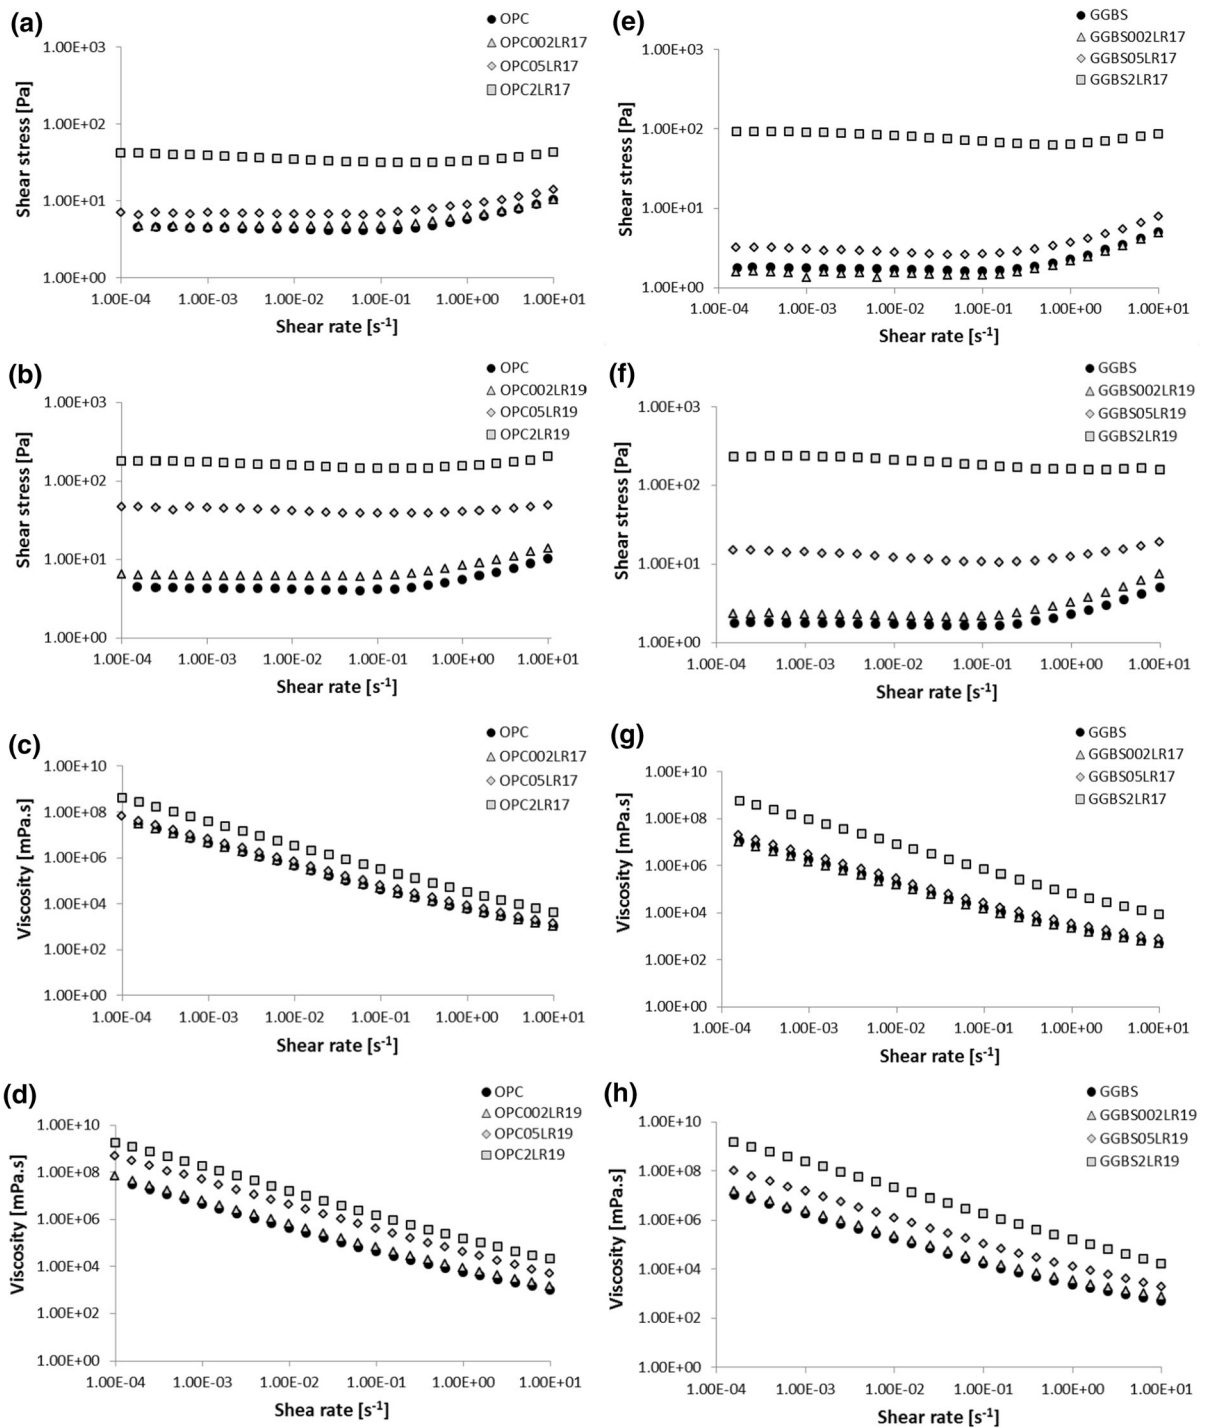 (a)
OPC
OPC002LR17
OPC05LR17
OPC2LR17
Shear stress [Pa]
1.00E+03
1.00E+02
1.00E+01
1.00E+00
1.00E-04 1.00E-03 1.00E-02 1.00E-01 1.00E+00 1.00E+01
Shear rate [s-1]
(e)
GGBS
GGBS002LR17
GGBS05LR17
GGBS2LR17
Shear stress [Pa]
1.00E+03
1.00E+02
1.00E+01
1.00E+00
1.00E-04 1.00E-03 1.00E-02 1.00E-01 1.00E+00 1.00E+01
Shear rate [s-1]
(b)
OPC
OPC002LR19
OPC05LR19
OPC2LR19
Shear stress [Pa]
1.00E+03
1.00E+02
1.00E+01
1.00E+00
1.00E-04 1.00E-03 1.00E-02 1.00E-01 1.00E+00 1.00E+01
Shear rate [s-1]
(f)
GGBS
GGBS002LR19
GGBS05LR19
GGBS2LR19
Shear stress [Pa]
1.00E+03
1.00E+02
1.00E+01
1.00E+00
1.00E-04 1.00E-03 1.00E-02 1.00E-01 1.00E+00 1.00E+01
Shear rate [s-1]
(c)
OPC
OPC002LR17
OPC05LR17
OPC2LR17
Viscosity [mPa.s]
1.00E+10
1.00E+08
1.00E+06
1.00E+04
1.00E+02
1.00E+00
1.00E-04 1.00E-03 1.00E-02 1.00E-01 1.00E+00 1.00E+01
Shear rate [s-1]
(g)
GGBS
GGBS002LR17
GGBS05LR17
GGBS2LR17
Viscosity [mPa.s]
1.00E+10
1.00E+08
1.00E+06
1.00E+04
1.00E+02
1.00E+00
1.00E-04 1.00E-03 1.00E-02 1.00E-01 1.00E+00 1.00E+01
Shear rate [s-1]
(d)
OPC
OPC002LR19
OPC05LR19
OPC2LR19
Viscosity [mPa.s]
1.00E+10
1.00E+08
1.00E+06
1.00E+04
1.00E+02
1.00E+00
1.00E-04 1.00E-03 1.00E-02 1.00E-01 1.00E+00 1.00E+01
Shea rate [s-1]
(h)
GGBS
GGBS002LR19
GGBS05LR19
GGBS2LR19
Viscosity [mPa.s]
1.00E+10
1.00E+08
1.00E+06
1.00E+04
1.00E+02
1.00E+00
1.00E-04 1.00E-03 1.00E-02 1.00E-01 1.00E+00 1.00E+01
Shear rate [s-1]